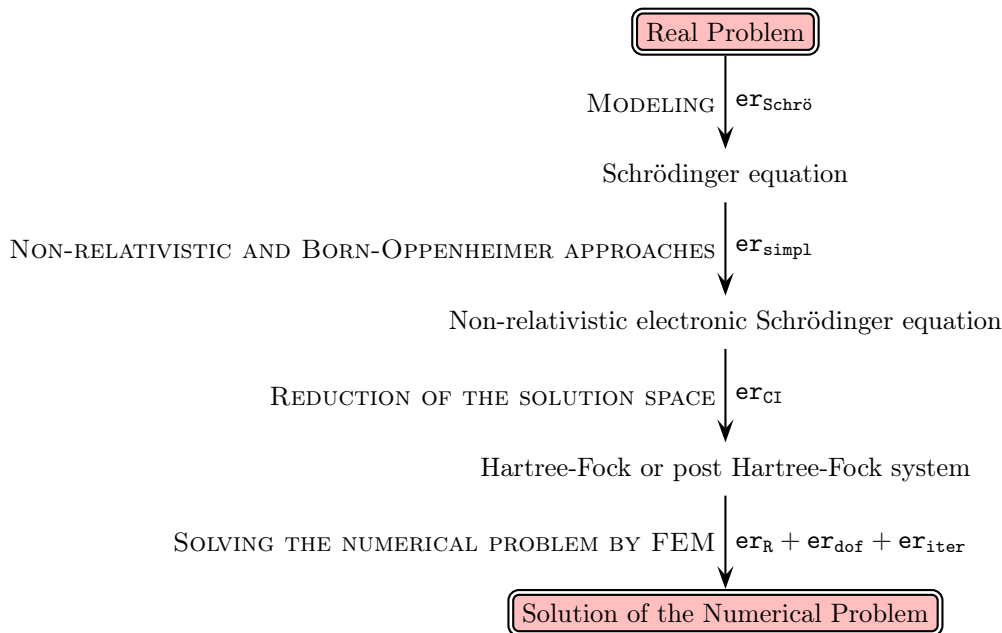 Real Problem
MODELING er_Schrö
Schrödinger equation
NON-RELATIVISTIC AND BORN-OPPENHEIMER APPROACHES er_simpl
Non-relativistic electronic Schrödinger equation
REDUCTION OF THE SOLUTION SPACE er_CI
Hartree-Fock or post Hartree-Fock system
SOLVING THE NUMERICAL PROBLEM BY FEM er_R + er_dof + er_iter
Solution of the Numerical Problem